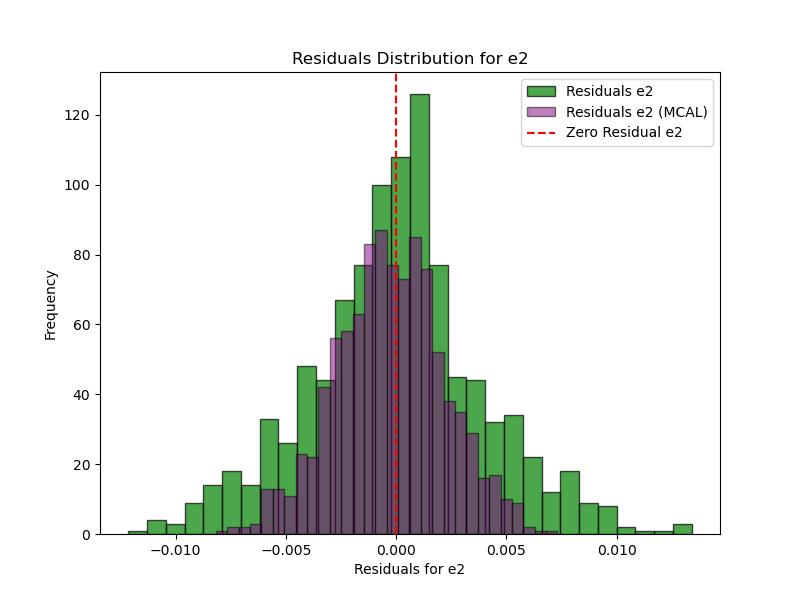 Residuals Distribution for e2
Residuals e2
Residuals e2 (MCAL)
Zero Residual e2
120
100
80
60
40
20
0
Frequency
−0.010
−0.005
0.000
0.005
0.010
Residuals for e2